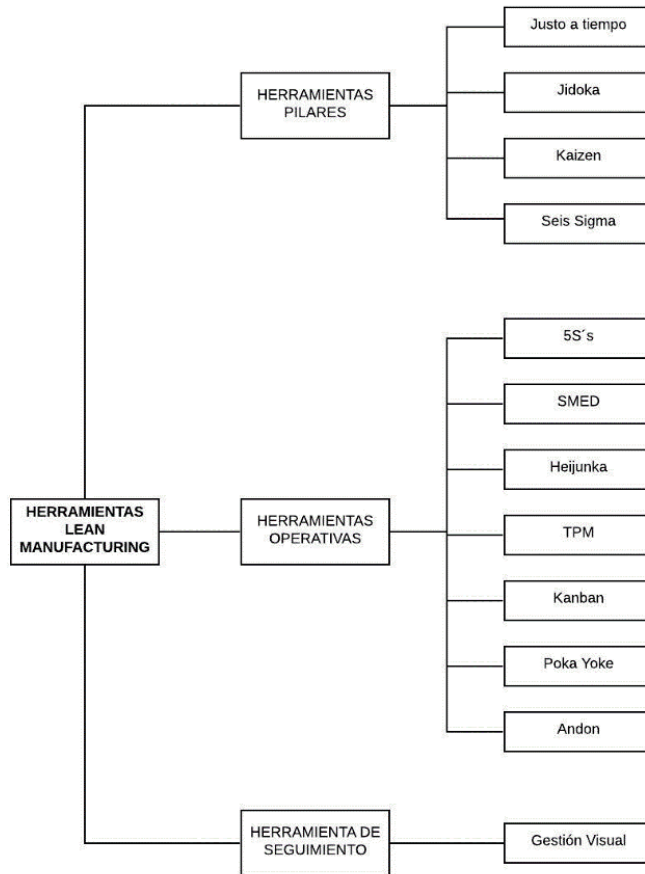 Justo a tiempo
HERRAMIENTAS
PILARES
Jidoka
Kaizen
Seis Sigma
5S´s
SMED
Heijunka
HERRAMIENTAS
LEAN
MANUFACTURING
HERRAMIENTAS
OPERATIVAS
TPM
Kanban
Poka Yoke
Andon
HERRAMIENTA DE
SEGUIMIENTO
Gestión Visual